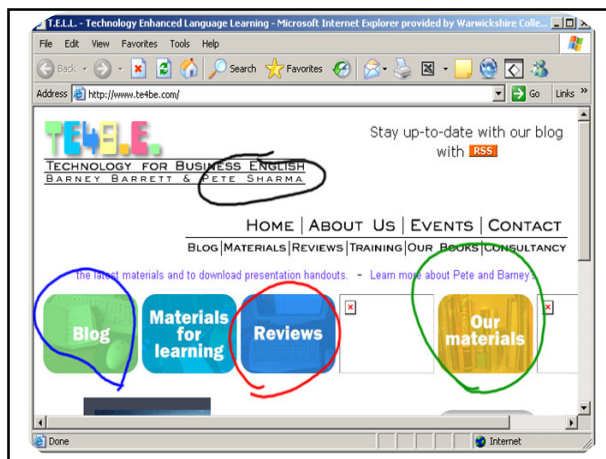 T.E.L.L. - Technology Enhanced Language Learning - Microsoft Internet Explorer provided by Warwickshire Colle...
File Edit View Favorites Tools Help
Back Search Favorites
Address http://www.te4be.com/ Go Links »
TE4B.E.
TECHNOLOGY FOR BUSINESS ENGLISH
BARNEY BARRETT & PETE SHARMA
Stay up-to-date with our blog
with RSS
HOME | ABOUT US | EVENTS | CONTACT
BLOG|MATERIALS|REVIEWS|TRAINING|OUR BOOKS|CONSULTANCY
the latest materials and to download presentation handouts. - Learn more about Pete and Barney's
Blog
Materials
for
learning
Reviews
Our
materials
Done Internet